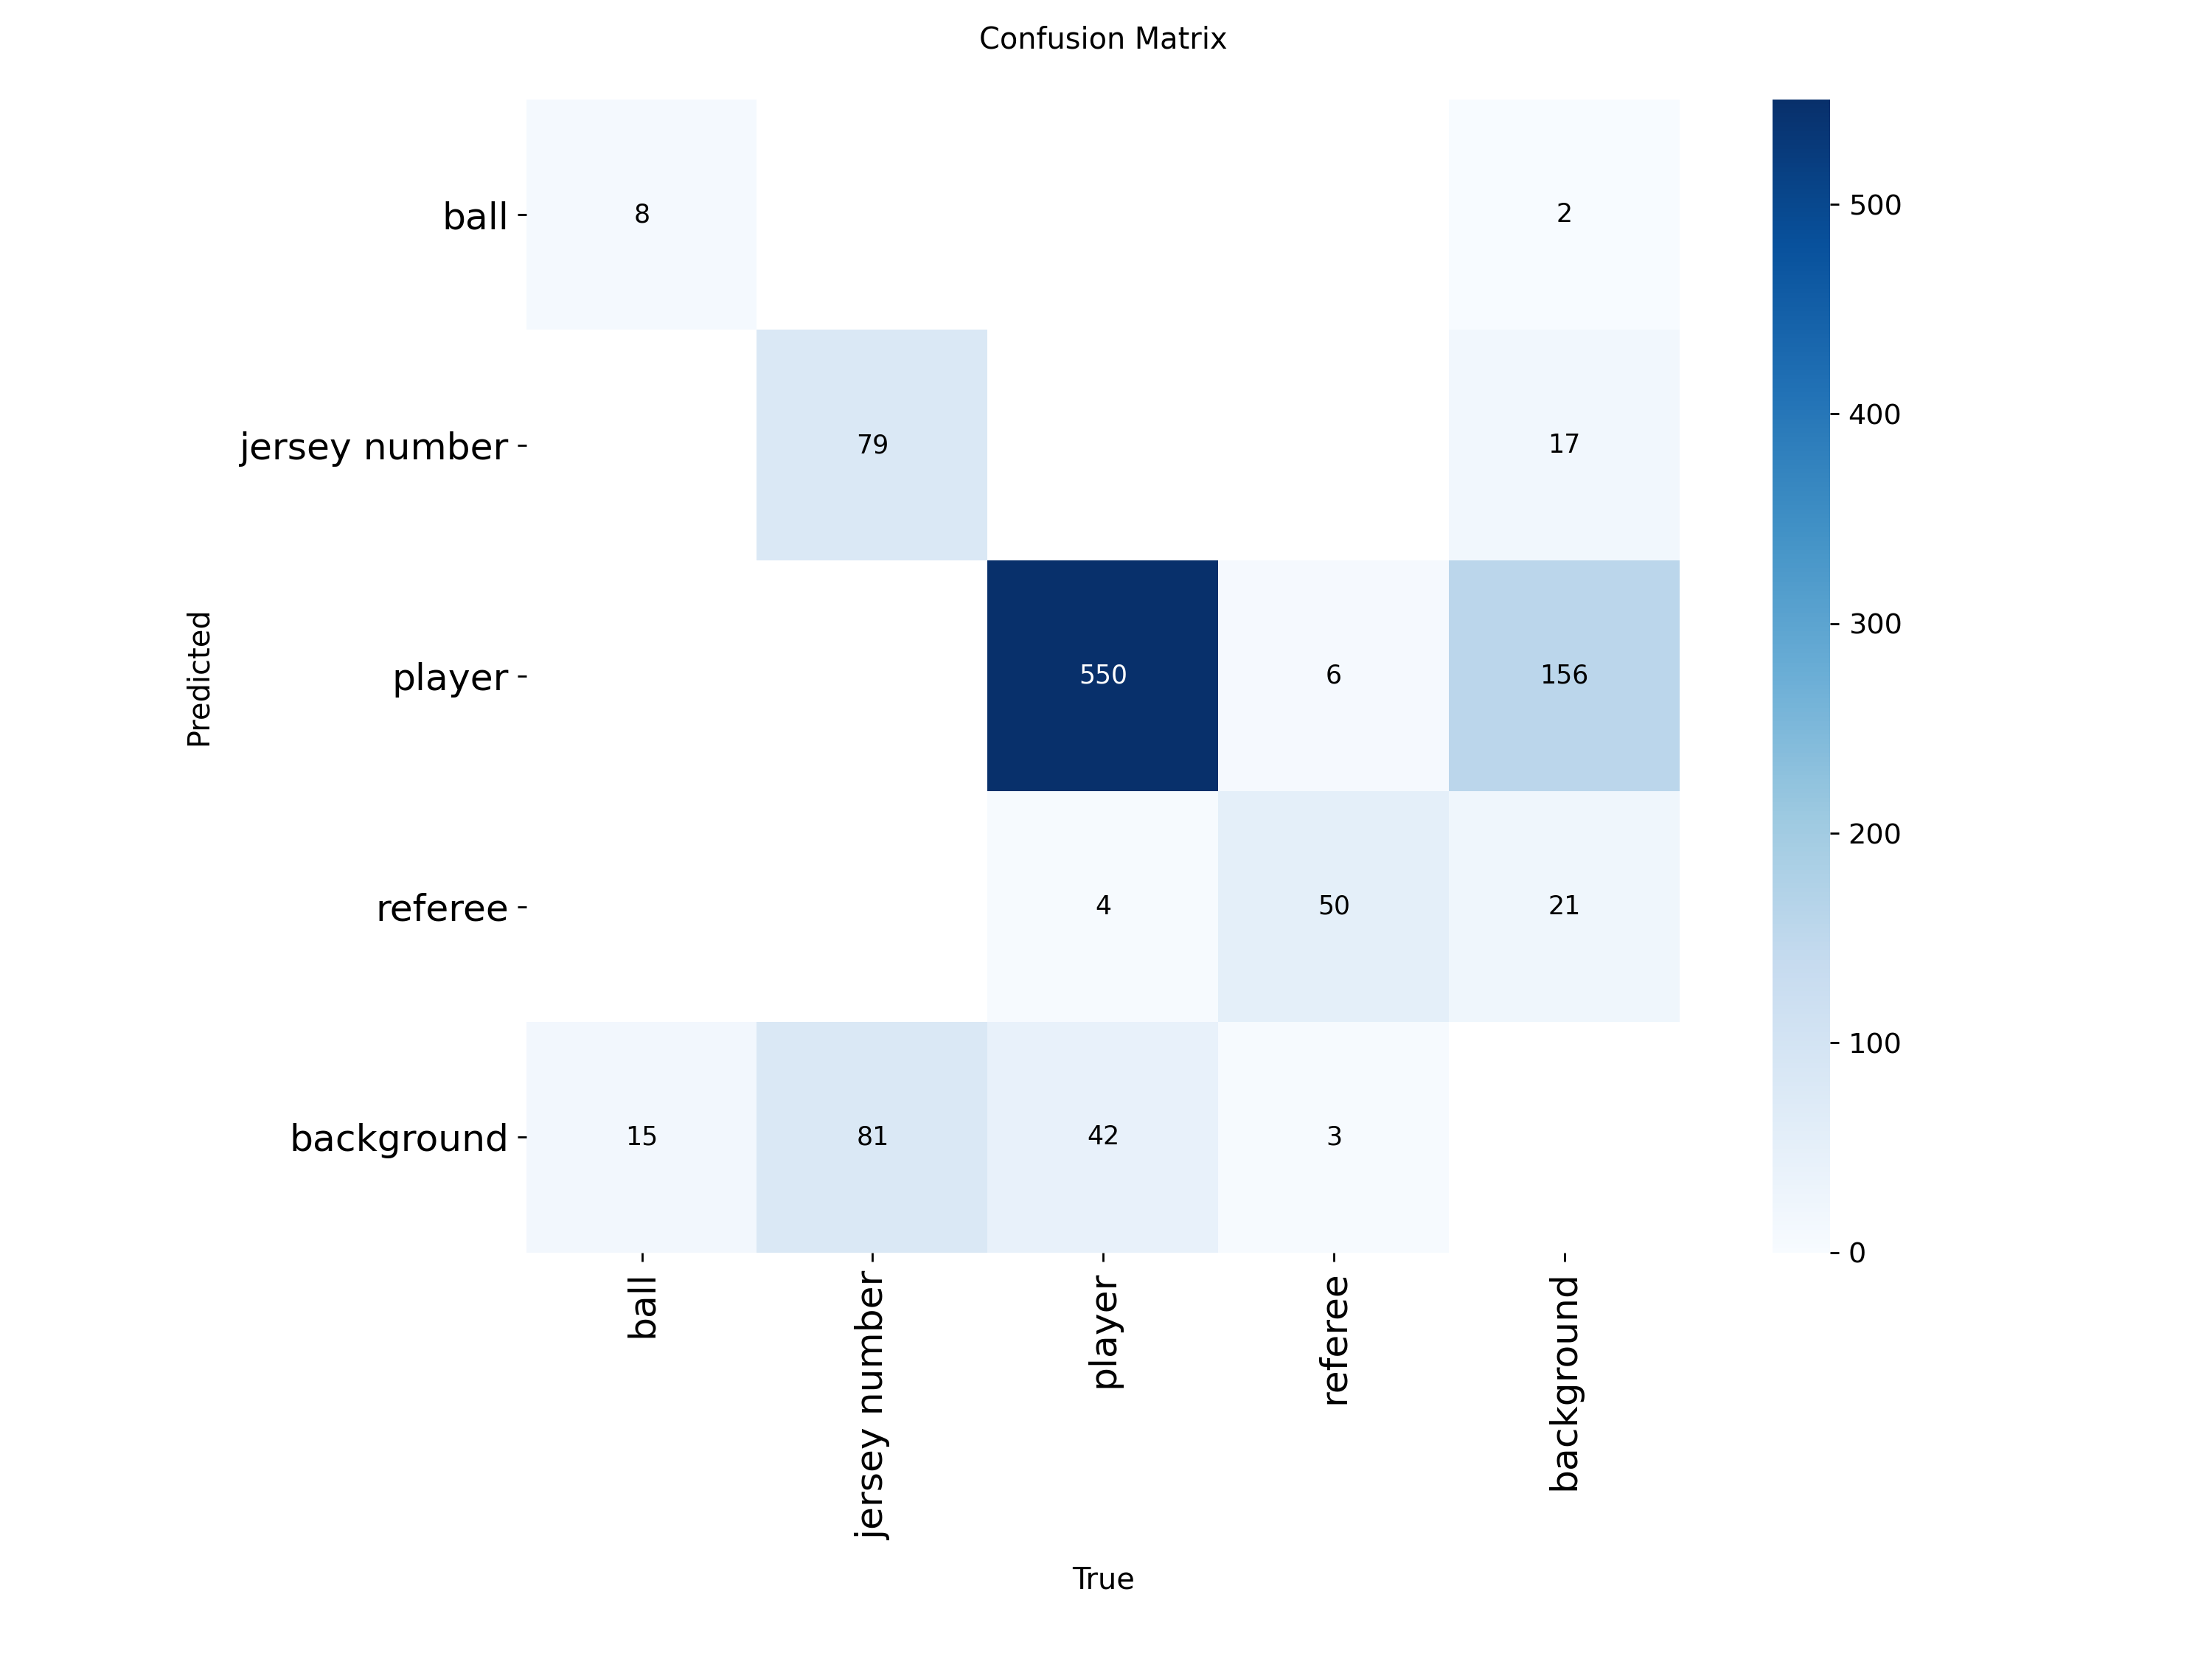 Confusion Matrix
ball
8
2
500
jersey number
79
17
400
Predicted
player
550
6
156
300
referee
4
50
21
200
background
15
81
42
3
100
0
ball
jersey number
player
referee
background
True